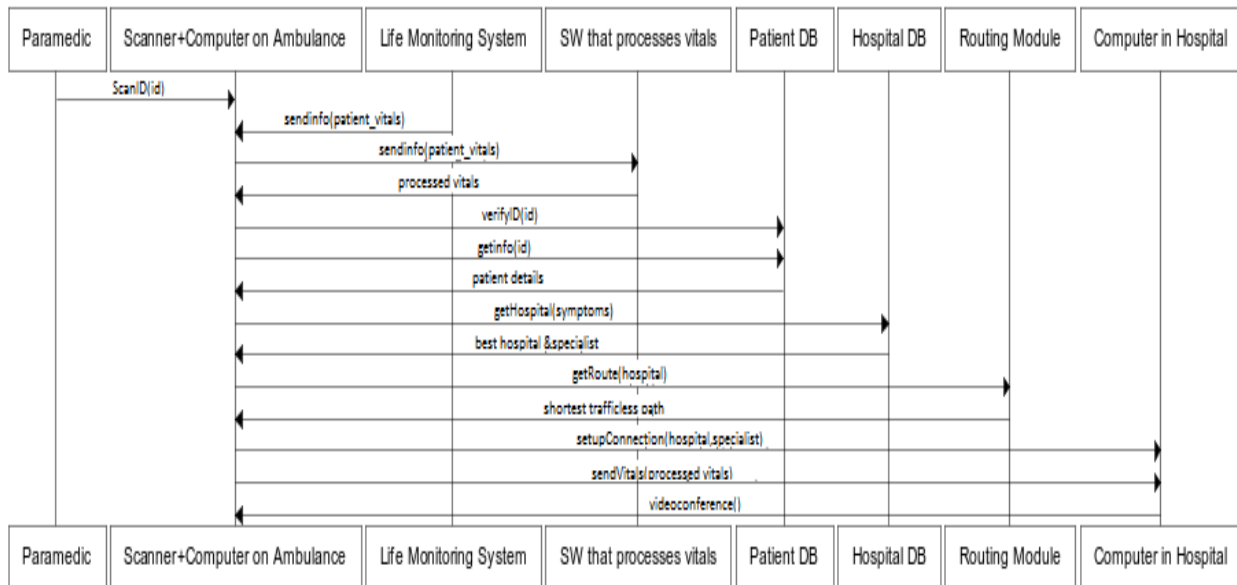 Paramedic
Scanner+Computer on Ambulance
Life Monitoring System
SW that processes vitals
Patient DB
Hospital DB
Routing Module
Computer in Hospital
ScanID(id)
sendinfo(patient_vitals)
sendinfo(patient_vitals)
processed vitals
verifyID(id)
getinfo(id)
patient details
getHospital(symptoms)
best hospital &specialist
getRoute(hospital)
shortest trafficless path
setupConnection(hospital,specialist)
sendVitals(processed vitals)
videoconference()
Paramedic
Scanner+Computer on Ambulance
Life Monitoring System
SW that processes vitals
Patient DB
Hospital DB
Routing Module
Computer in Hospital